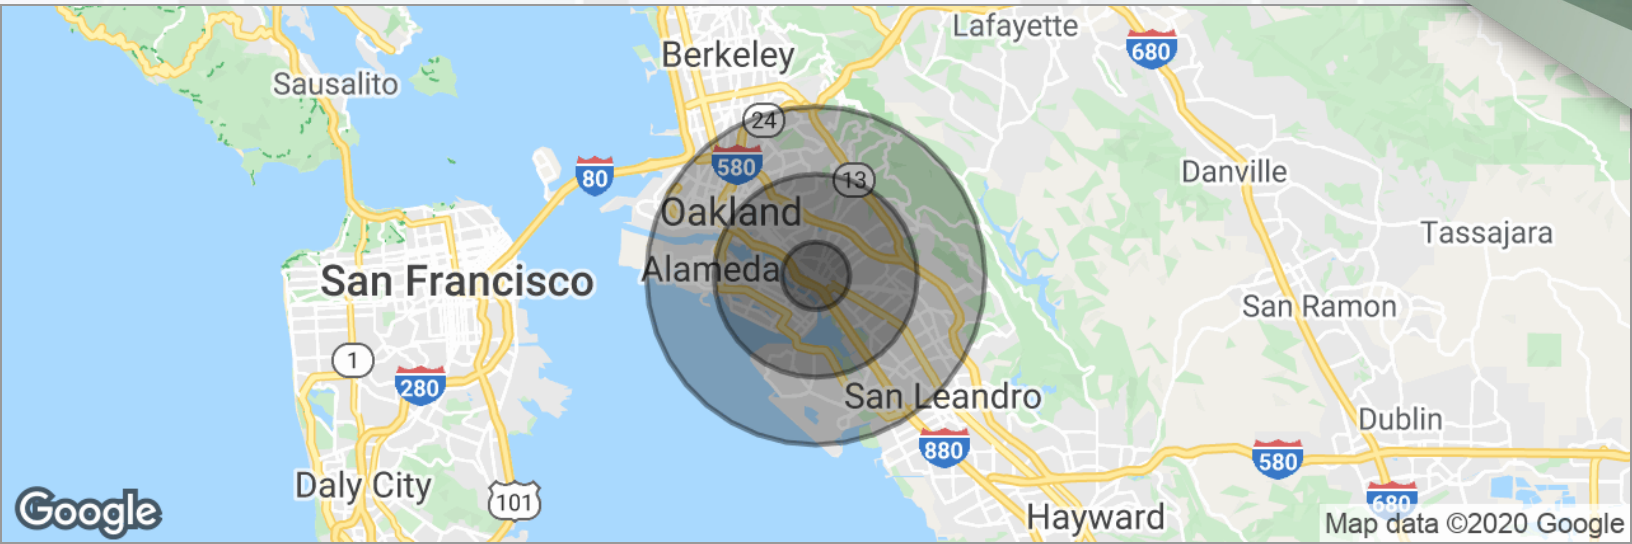 Lafayette
680
Berkeley
Sausalito
24
580
80
13
Danville
Oakland
Tassajara
Alameda
San Francisco
San Ramon
1
280
San Leandro
Dublin
880
580
Daly City
101
680
Google
Hayward
Map data ©2020 Google